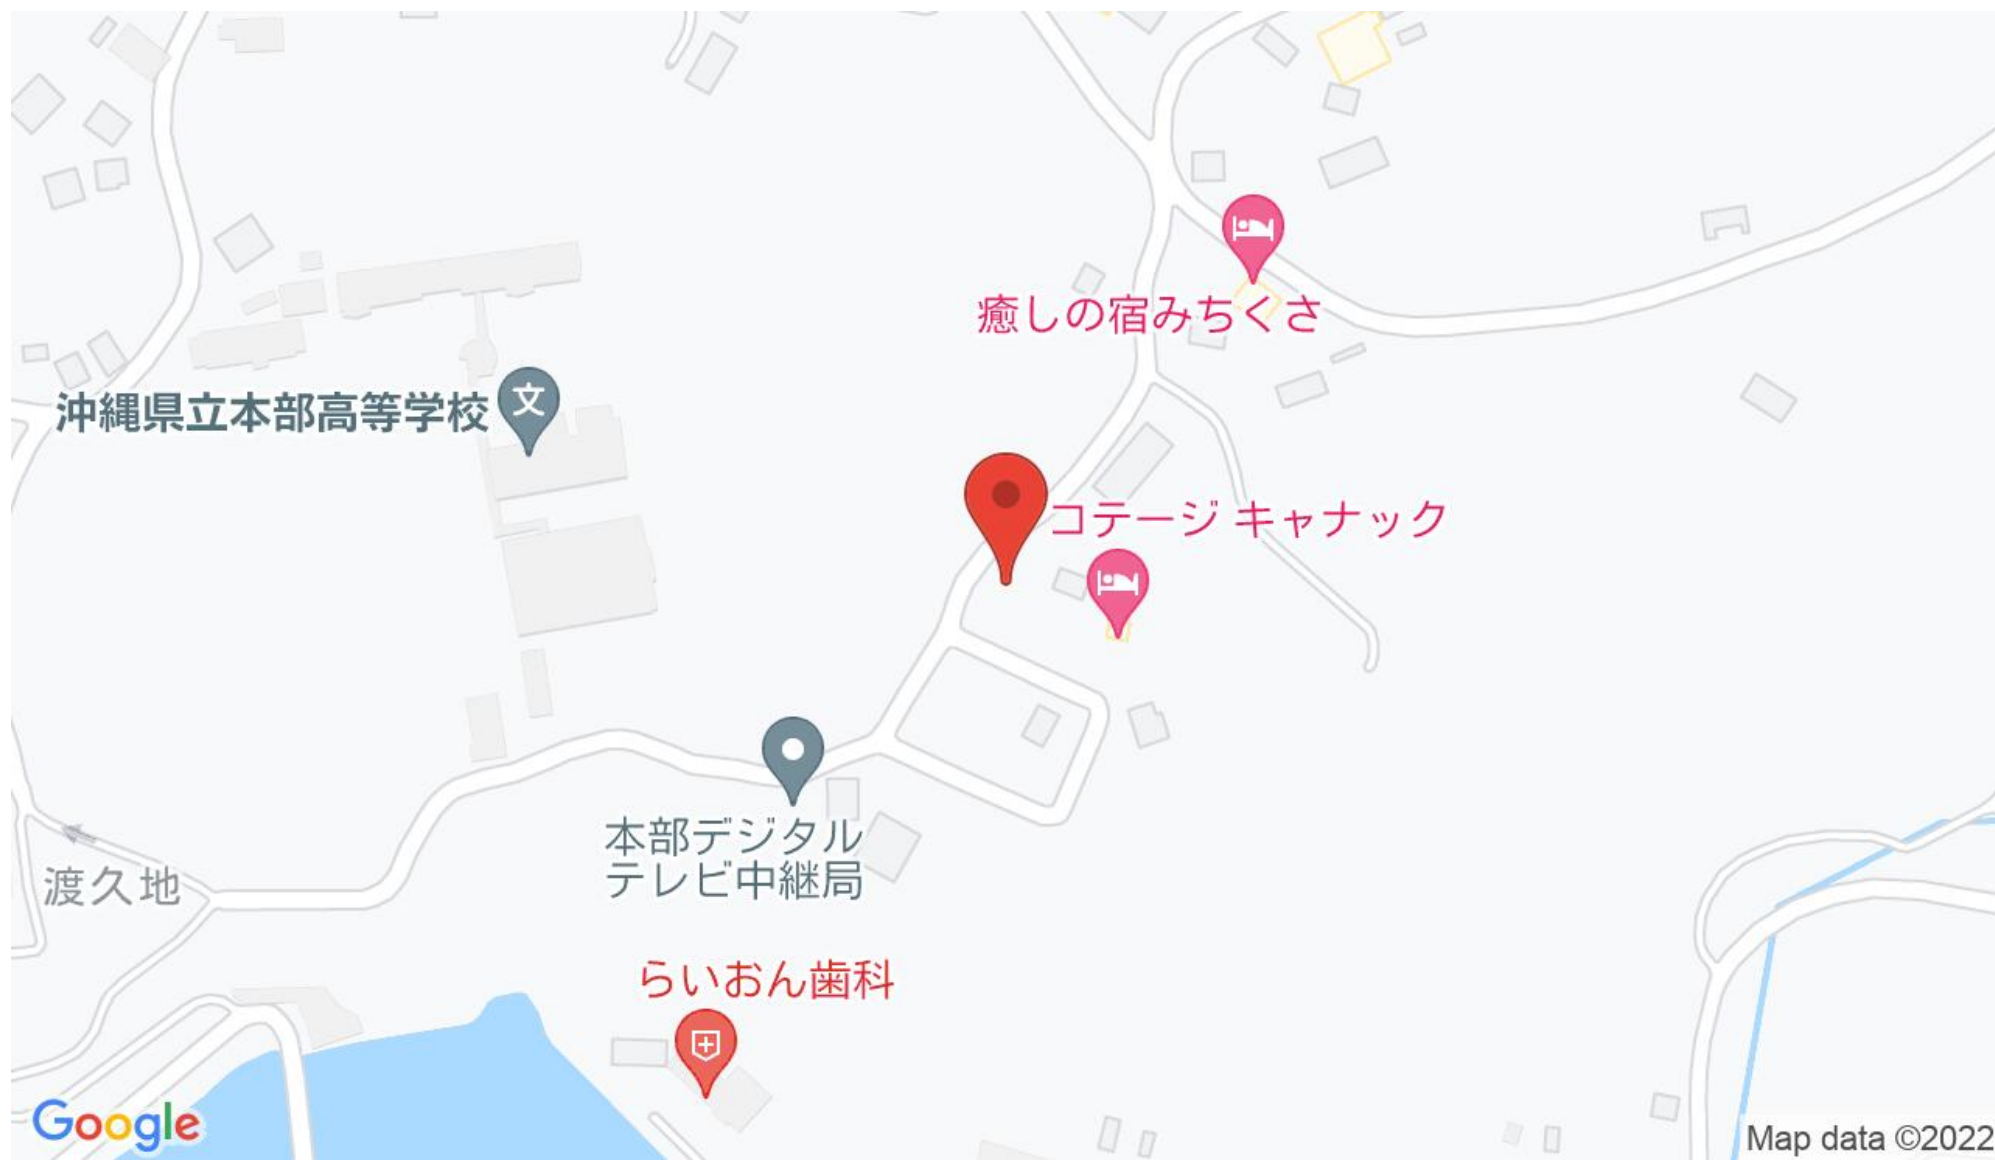 癒しの宿みちくさ
沖縄県立本部高等学校
文
コテージ キャナック
本部デジタル
テレビ中継局
渡久地
らいおん歯科
Google
Map data ©2022